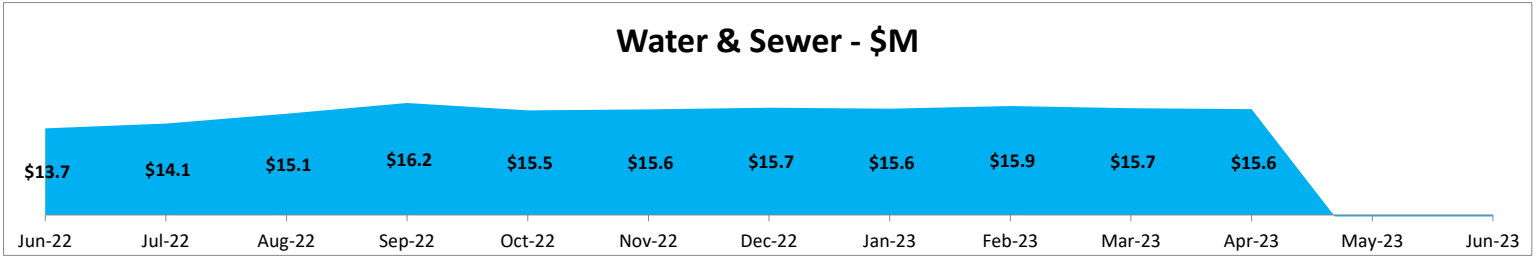 Water & Sewer - $M
$13.7 $14.1 $15.1 $16.2 $15.5 $15.6 $15.7 $15.6 $15.9 $15.7 $15.6
Jun-22 Jul-22 Aug-22 Sep-22 Oct-22 Nov-22 Dec-22 Jan-23 Feb-23 Mar-23 Apr-23 May-23 Jun-23